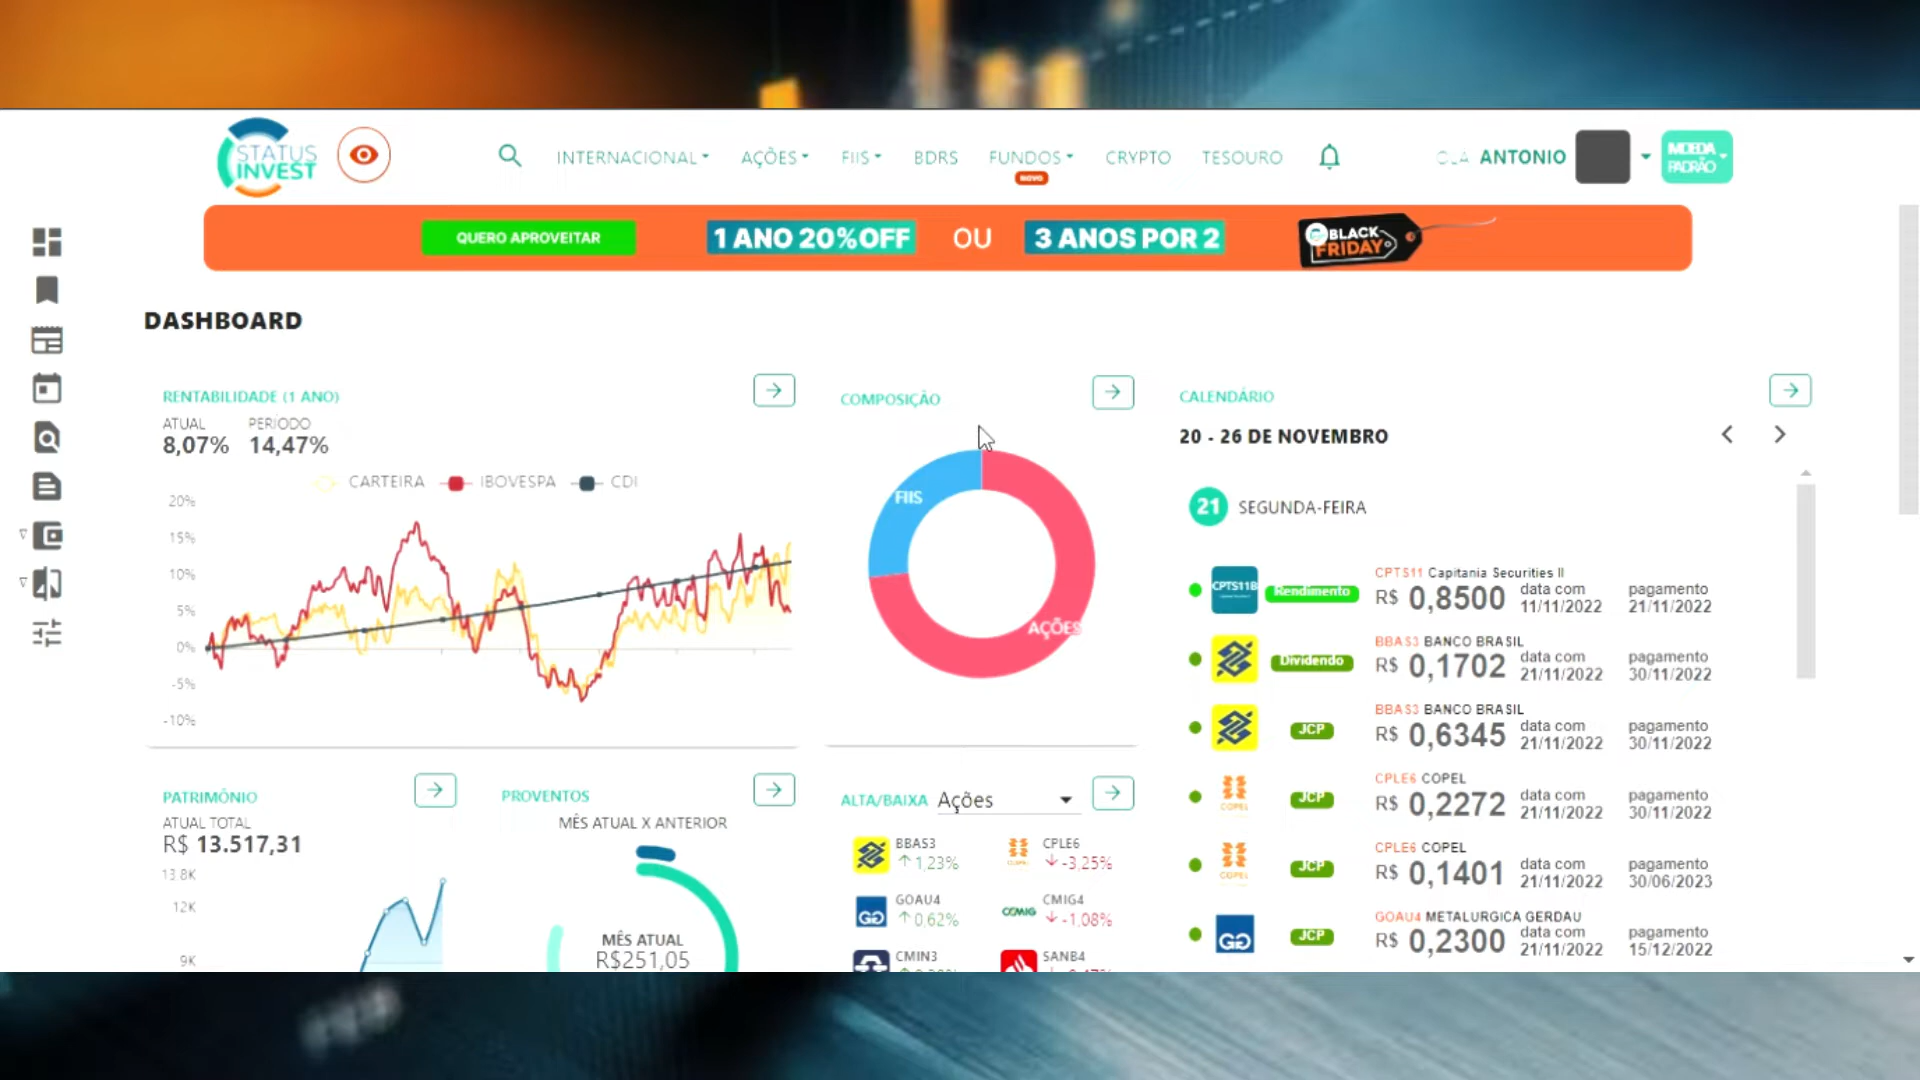 STATUS
INVEST
INTERNACIONAL
AÇÕES
FIIS
BDRS
FUNDOS
NOVO
CRYPTO
TESOURO
OLÁ, ANTONIO
MOEDA
PADRÃO
QUERO APROVEITAR
1 ANO 20%OFF
OU
3 ANOS POR 2
BLACK
FRIDAY
DASHBOARD
RENTABILIDADE (1 ANO)
ATUAL
8,07%
PERÍODO
14,47%
CARTEIRA
IBOVESPA
CDI
20%
15%
10%
5%
0%
-5%
-10%
COMPOSIÇÃO
FIIS
AÇÕES
CALENDÁRIO
20 - 26 DE NOVEMBRO
21 SEGUNDA-FEIRA
CPTS11B
Rendimento
CPTS11 Capitania Securities II
R$ 0,8500
data com
11/11/2022
pagamento
21/11/2022
Dividendo
BBAS3 BANCO BRASIL
R$ 0,1702
data com
21/11/2022
pagamento
30/11/2022
JCP
BBAS3 BANCO BRASIL
R$ 0,6345
data com
21/11/2022
pagamento
30/11/2022
COPEL
JCP
CPLE6 COPEL
R$ 0,2272
data com
21/11/2022
pagamento
30/11/2022
COPEL
JCP
CPLE6 COPEL
R$ 0,1401
data com
21/11/2022
pagamento
30/06/2023
JCP
GOAU4 METALURGICA GERDAU
R$ 0,2300
data com
21/11/2022
pagamento
15/12/2022
PATRIMÔNIO
ATUAL TOTAL
R$ 13.517,31
13.8K
12K
9K
PROVENTOS
MÊS ATUAL X ANTERIOR
MÊS ATUAL
R$251,05
ALTA/BAIXA
Ações
BBAS3
1,23%
CPLE6
-3,25%
GOAU4
0,62%
CEMIG
CMIG4
-1,08%
CMIN3
SANB4